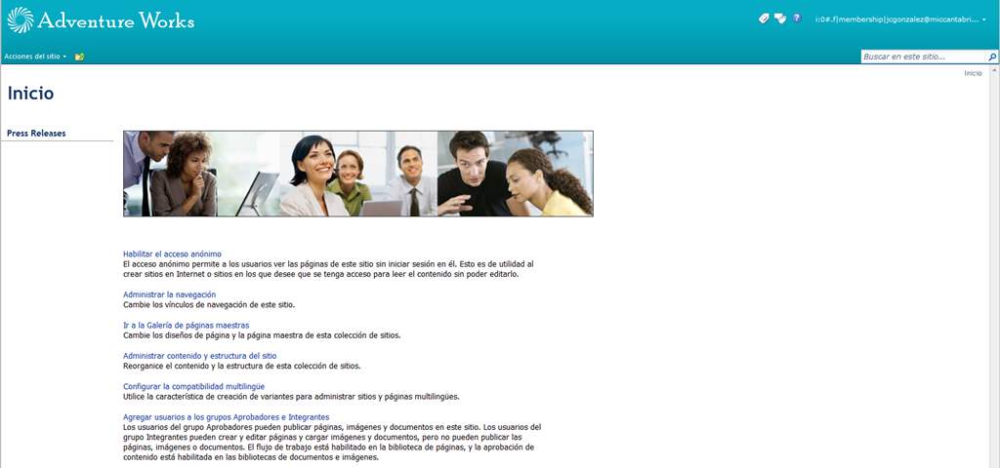 Adventure Works
i:0#.f|membership|jcgonzalez@miccantabri...
Acciones del sitio
Buscar en este sitio...
Inicio
Inicio
Press Releases
Habilitar el acceso anónimo
El acceso anónimo permite a los usuarios ver las páginas de este sitio sin iniciar sesión en él. Esto es de utilidad al
crear sitios en Internet o sitios en los que desee que se tenga acceso para leer el contenido sin poder editarlo.
Administrar la navegación
Cambie los vínculos de navegación de este sitio.
Ir a la Galería de páginas maestras
Cambie los diseños de página y la página maestra de esta colección de sitios.
Administrar contenido y estructura del sitio
Reorganice el contenido y la estructura de esta colección de sitios.
Configurar la compatibilidad multilingüe
Utilice la característica de creación de variantes para administrar sitios y páginas multilingües.
Agregar usuarios a los grupos Aprobadores e Integrantes
Los usuarios del grupo Aprobadores pueden publicar páginas, imágenes y documentos en este sitio. Los usuarios del
grupo Integrantes pueden crear y editar páginas y cargar imágenes y documentos, pero no pueden publicar las
páginas, imágenes o documentos. El flujo de trabajo está habilitado en la biblioteca de páginas, y la aprobación de
contenido está habilitada en las bibliotecas de documentos e imágenes.